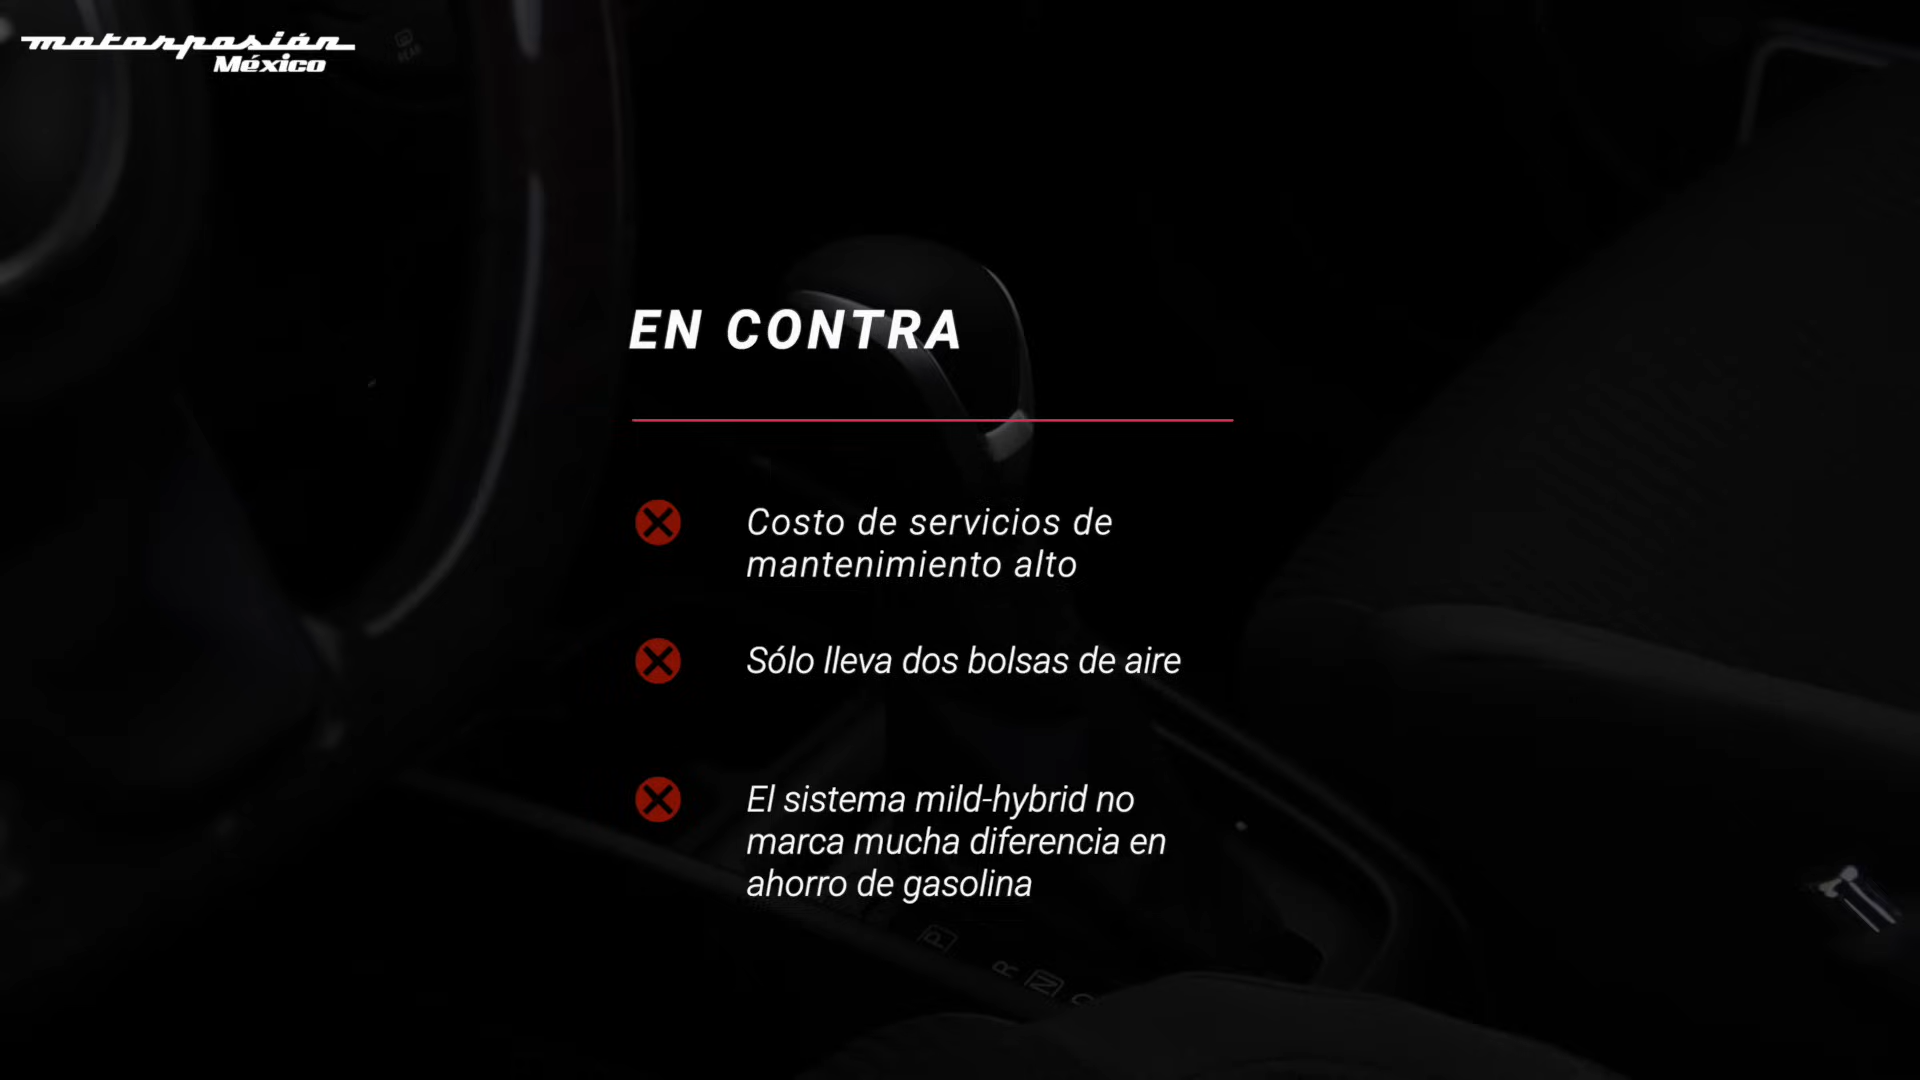 motorpasión
México
EN CONTRA
Costo de servicios de
mantenimiento alto
Sólo lleva dos bolsas de aire
El sistema mild-hybrid no
marca mucha diferencia en
ahorro de gasolina
P
R
N